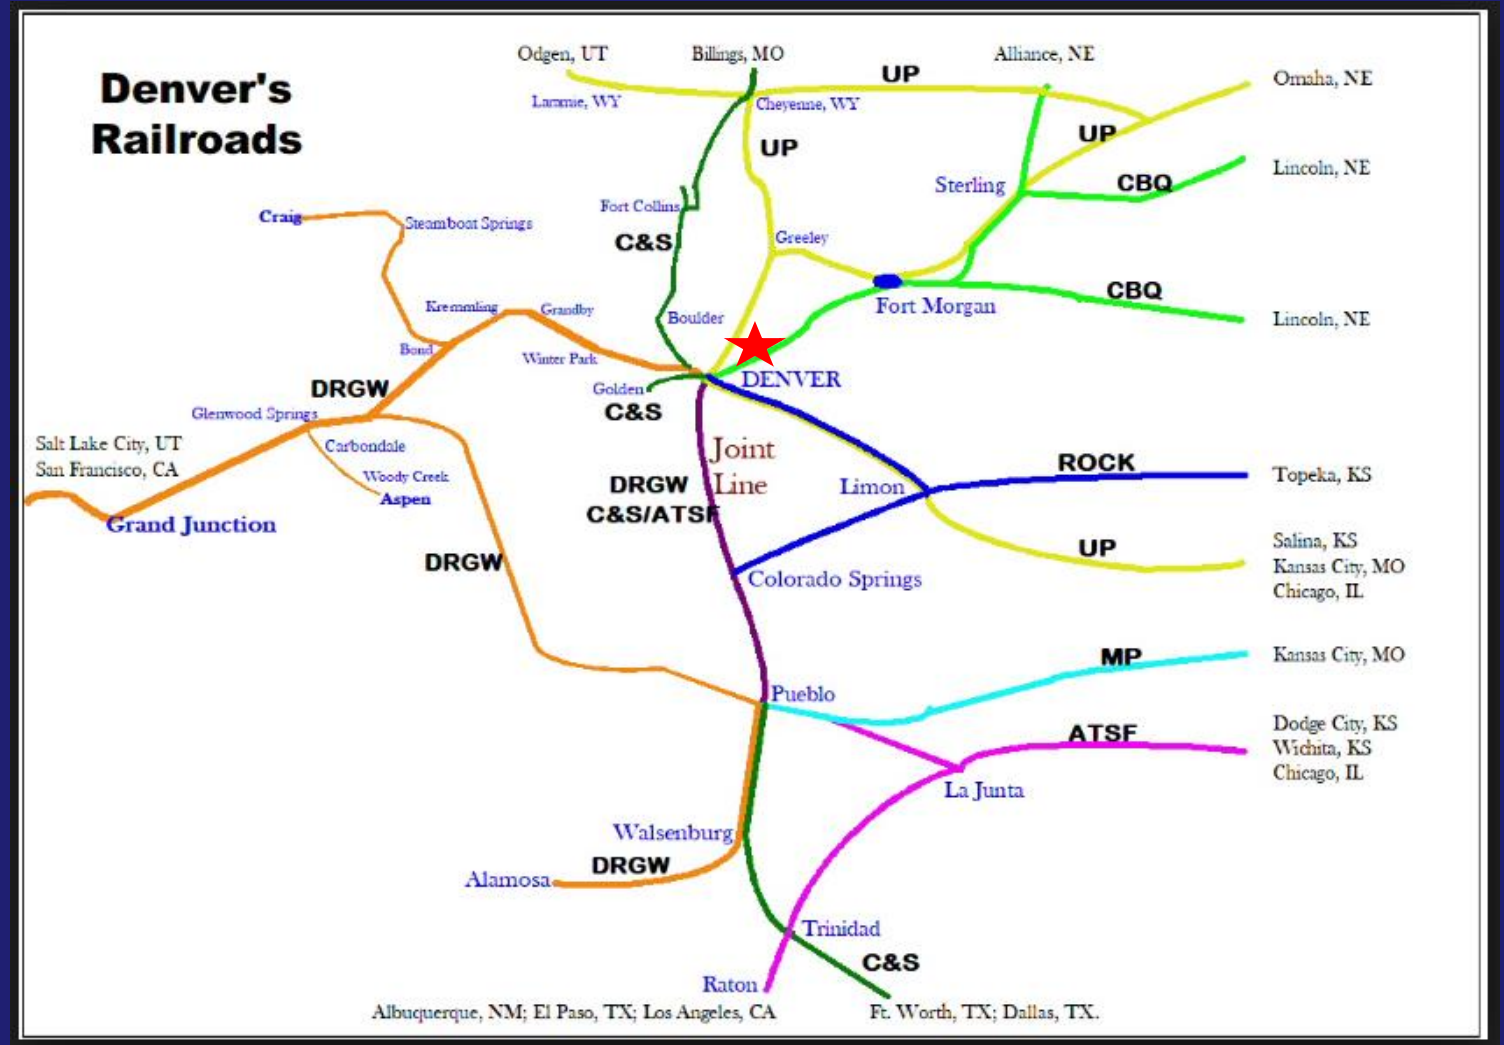 Denver's
Railroads
Odgen, UT
Billings, MO
Alliance, NE
Omaha, NE
UP
Larmie, WY
Cheyenne, WY
UP
UP
Lincoln, NE
CBQ
Sterling
Craig
Steamboat Springs
Fort Collins
C&S
Greeley
Kremmling
Grandby
Fort Morgan
CBQ
Lincoln, NE
Boulder
Bond
Winter Park
DENVER
Golden
C&S
DRGW
Glenwood Springs
Salt Lake City, UT
San Francisco, CA
Carbondale
Woody Creek
Aspen
Grand Junction
Joint
Line
DRGW
C&S/ATSF
Limon
ROCK
Topeka, KS
UP
Salina, KS
Kansas City, MO
Chicago, IL
DRGW
Colorado Springs
MP
Kansas City, MO
Pueblo
ATSF
Dodge City, KS
Wichita, KS
Chicago, IL
La Junta
Walsenburg
DRGW
Alamosa
Trinidad
C&S
Raton
Albuquerque, NM; El Paso, TX; Los Angeles, CA
Ft. Worth, TX; Dallas, TX.